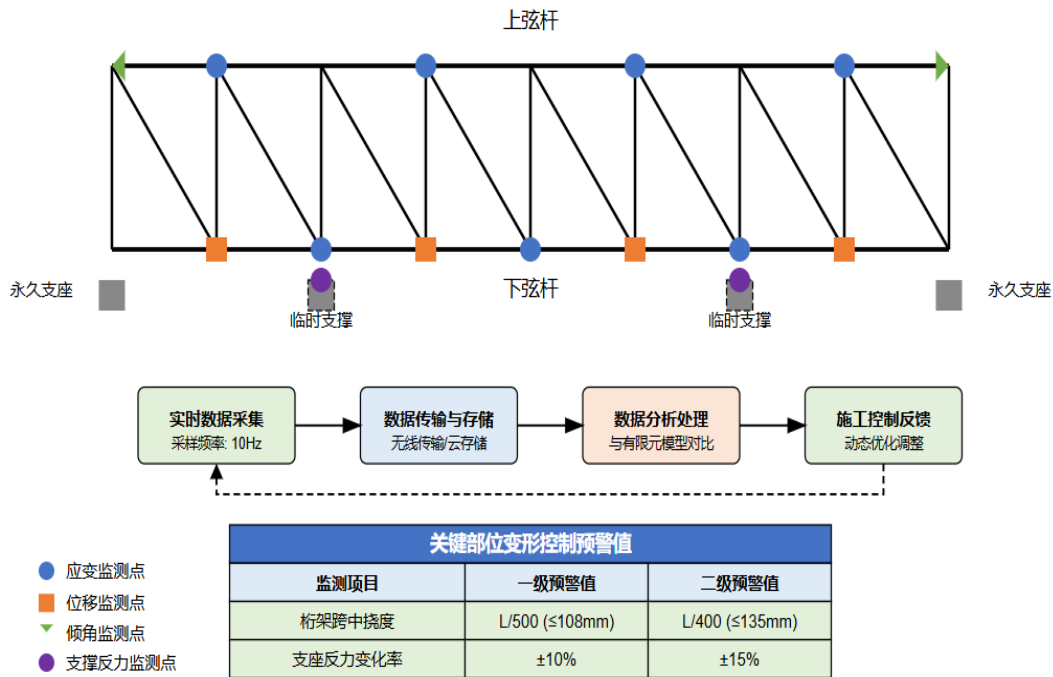 上弦杆
下弦杆
永久支座
永久支座
临时支撑
临时支撑
实时数据采集
采样频率: 10Hz
数据传输与存储
无线传输/云存储
数据分析处理
与有限元模型对比
施工控制反馈
动态优化调整
应变监测点
位移监测点
倾角监测点
支撑反力监测点
关键部位变形控制预警值
监测项目 一级预警值 二级预警值
桁架跨中挠度 L/500 (≤108mm) L/400 (≤135mm)
支座反力变化率 ±10% ±15%